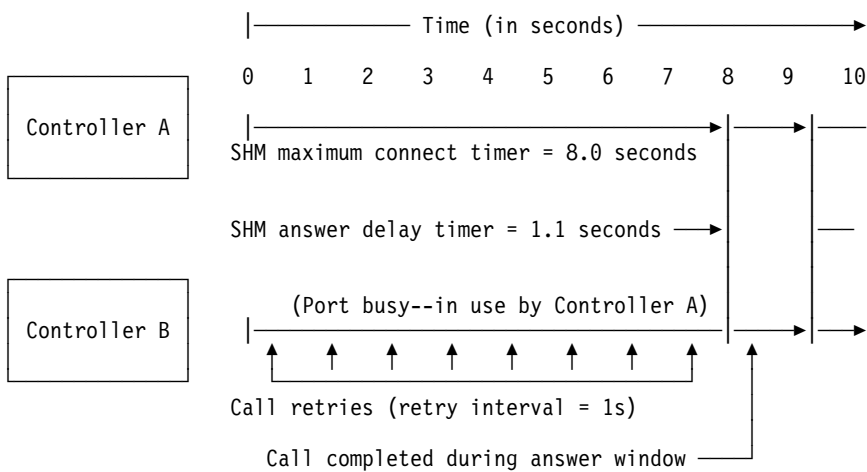 Time (in seconds)
0 1 2 3 4 5 6 7 8 9 10
Controller A
SHM maximum connect timer = 8.0 seconds
SHM answer delay timer = 1.1 seconds
(Port busy--in use by Controller A)
Controller B
Call retries (retry interval = 1s)
Call completed during answer window